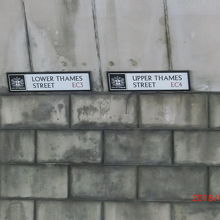 LOWER THAMES
STREET EC3
UPPER THAMES
STREET EC4